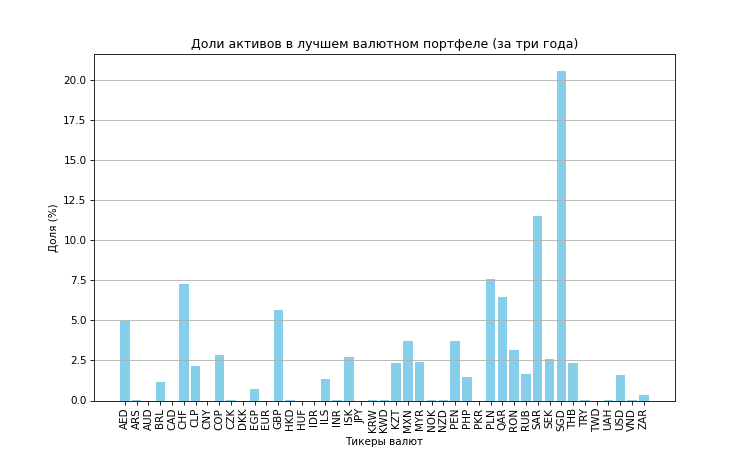 Доли активов в лучшем валютном портфеле (за три года)
Доля (%)
20.0
17.5
15.0
12.5
10.0
7.5
5.0
2.5
0.0
AED ARS AUD BRL CAD CHF CLP CNY COP CZK DKK EGP EUR GBP HKD HUF IDR ILS INR ISK JPY KRW KWD KZT MXN MYR NOK NZD PEN PHP PKR PLN QAR RON RUB SAR SEK SGD THB TRY TWD UAH USD VND ZAR
Тикеры валют